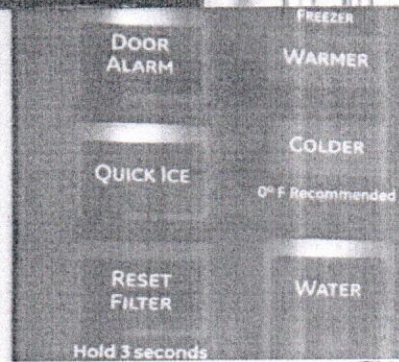 DOOR
ALARM
QUICK ICE
RESET
FILTER
Hold 3 seconds
FREEZER
WARMER
COLDER
0° F Recommended
WATER